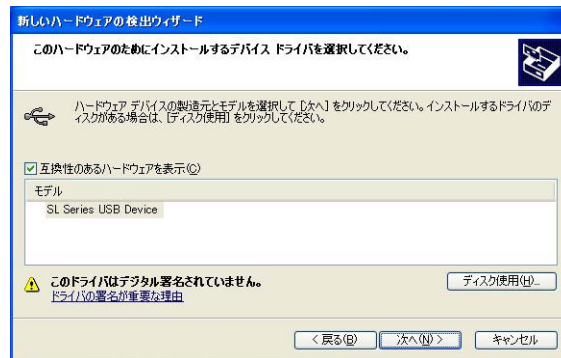 新しいハードウェアの検出ウィザード
このハードウェアのためにインストールするデバイス ドライバを選択してください。
ハードウェア デバイスの製造元とモデルを選択して [次へ] をクリックしてください。インストールするドライバのデ
ィスクがある場合は、[ディスク使用] をクリックしてください。
互換性のあるハードウェアを表示(C)
モデル
SL Series USB Device
このドライバはデジタル署名されていません。
ドライバの署名が重要な理由
ディスク使用(H)...
< 戻る(B)
次へ(N) >
キャンセル